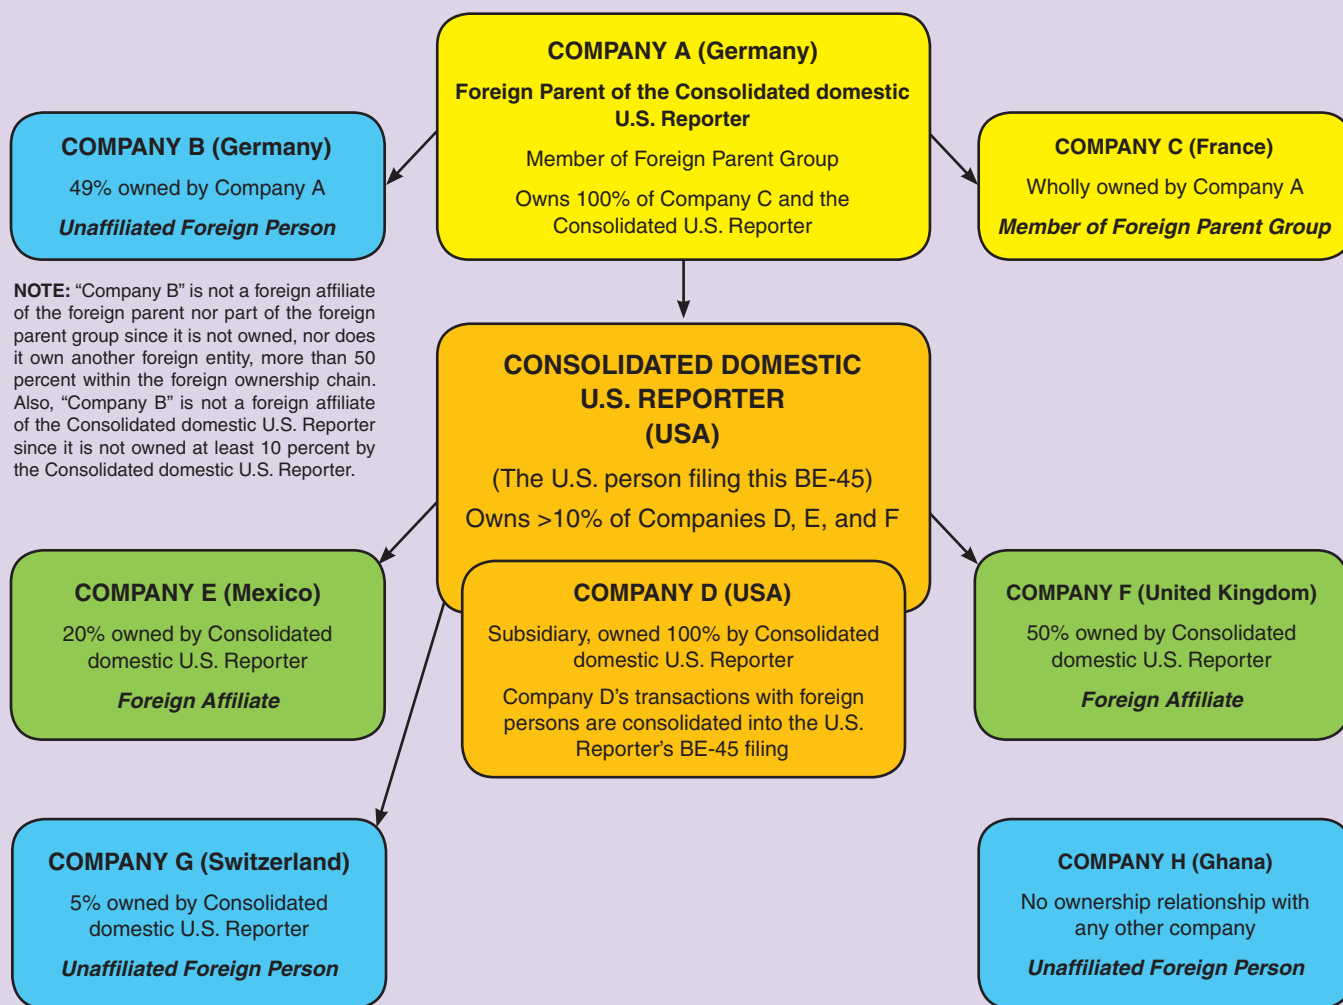 COMPANY A (Germany)
Foreign Parent of the Consolidated domestic
U.S. Reporter
Member of Foreign Parent Group
Owns 100% of Company C and the
Consolidated U.S. Reporter
COMPANY B (Germany)
49% owned by Company A
Unaffiliated Foreign Person
COMPANY C (France)
Wholly owned by Company A
Member of Foreign Parent Group
NOTE: “Company B” is not a foreign affiliate
of the foreign parent nor part of the foreign
parent group since it is not owned, nor does
it own another foreign entity, more than 50
percent within the foreign ownership chain.
Also, “Company B” is not a foreign affiliate
of the Consolidated domestic U.S. Reporter
since it is not owned at least 10 percent by
the Consolidated domestic U.S. Reporter.
CONSOLIDATED DOMESTIC
U.S. REPORTER
(USA)
(The U.S. person filing this BE-45)
Owns >10% of Companies D, E, and F
COMPANY E (Mexico)
20% owned by Consolidated
domestic U.S. Reporter
Foreign Affiliate
COMPANY D (USA)
Subsidiary, owned 100% by Consolidated
domestic U.S. Reporter
Company D’s transactions with foreign
persons are consolidated into the U.S.
Reporter’s BE-45 filing
COMPANY F (United Kingdom)
50% owned by Consolidated
domestic U.S. Reporter
Foreign Affiliate
COMPANY G (Switzerland)
5% owned by Consolidated
domestic U.S. Reporter
Unaffiliated Foreign Person
COMPANY H (Ghana)
No ownership relationship with
any other company
Unaffiliated Foreign Person